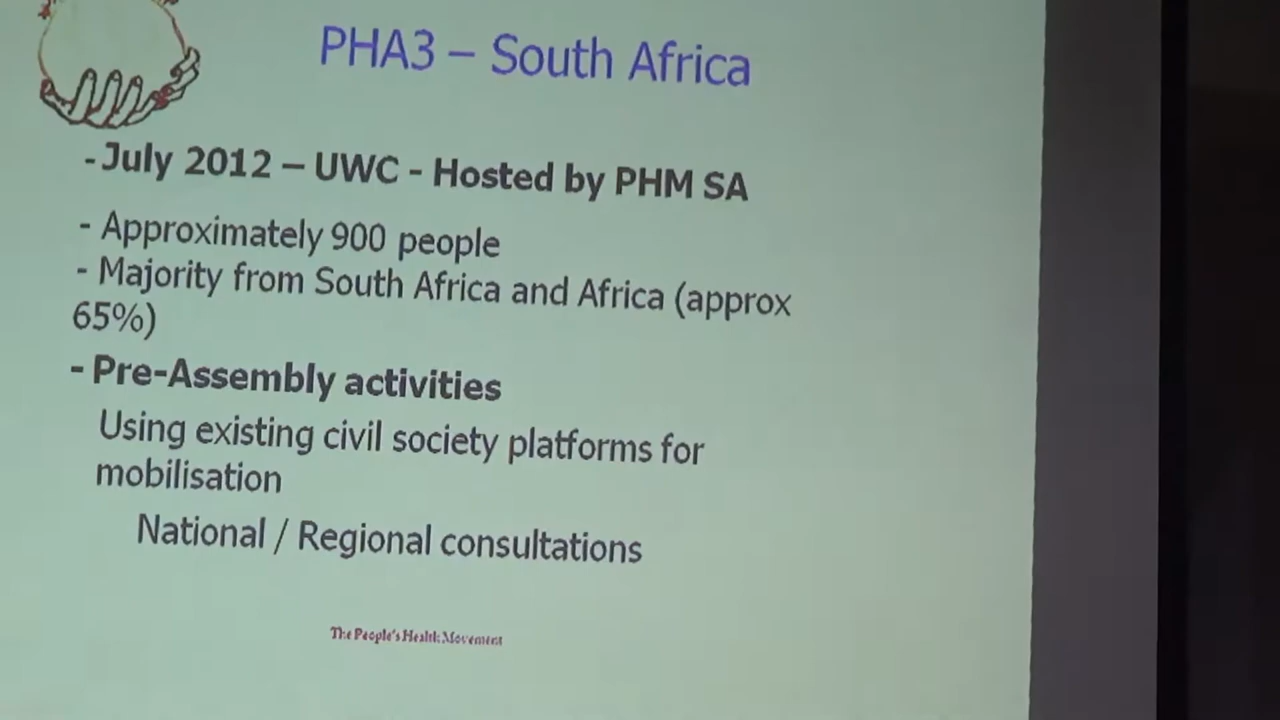 PHA3 – South Africa
- July 2012 – UWC - Hosted by PHM SA
- Approximately 900 people
- Majority from South Africa and Africa (approx
65%)
- Pre-Assembly activities
Using existing civil society platforms for
mobilisation
National / Regional consultations
The People's Health Movement